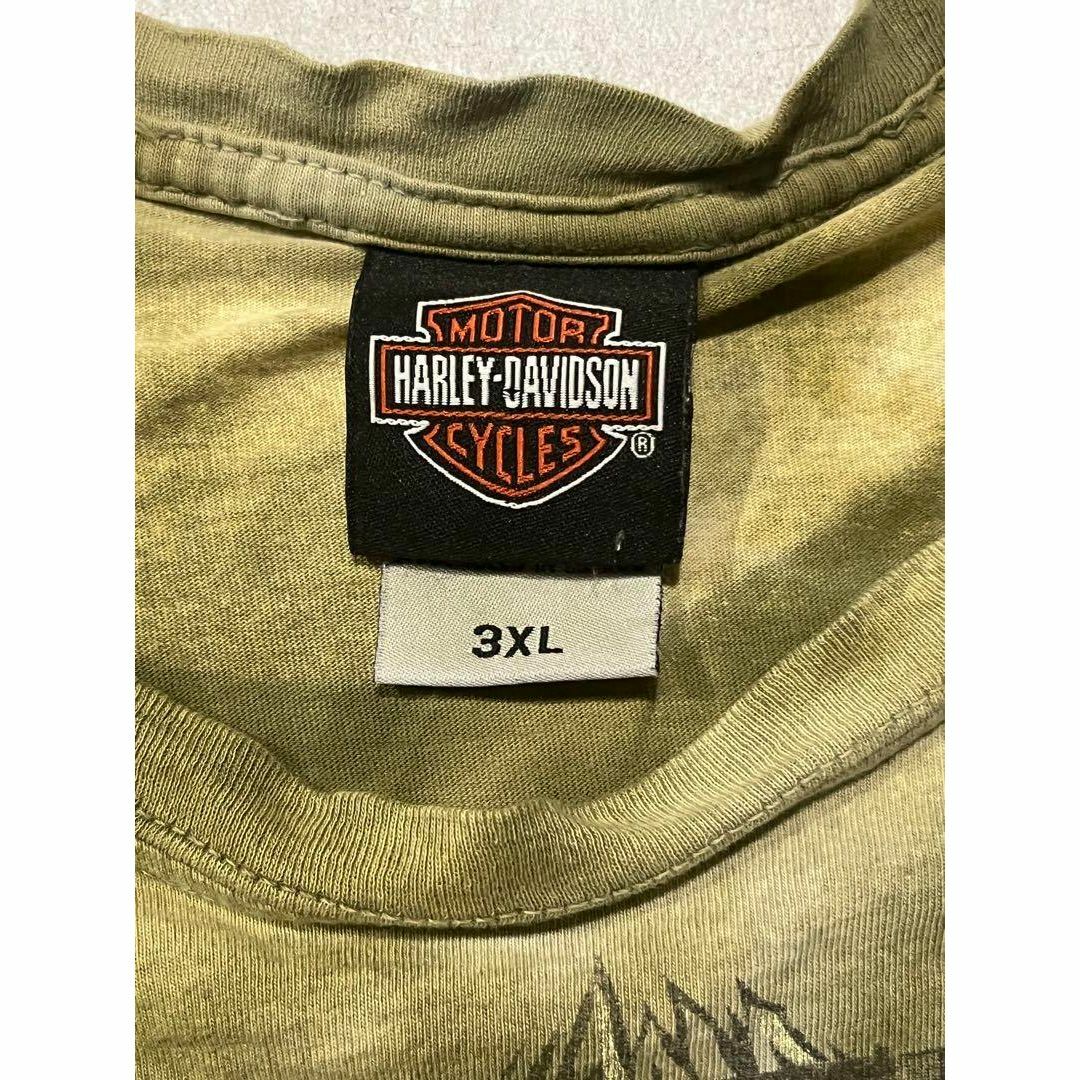 MOTOR
HARLEY-DAVIDSON
CYCLES
®
3XL